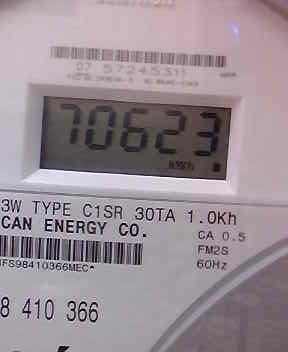 07 57245311
70623
kWh
3W TYPE C1SR 30TA 1.0Kh
CAN ENERGY CO.
CA 0.5
FM2S
60Hz
IFS98410366MEC*
8 410 366